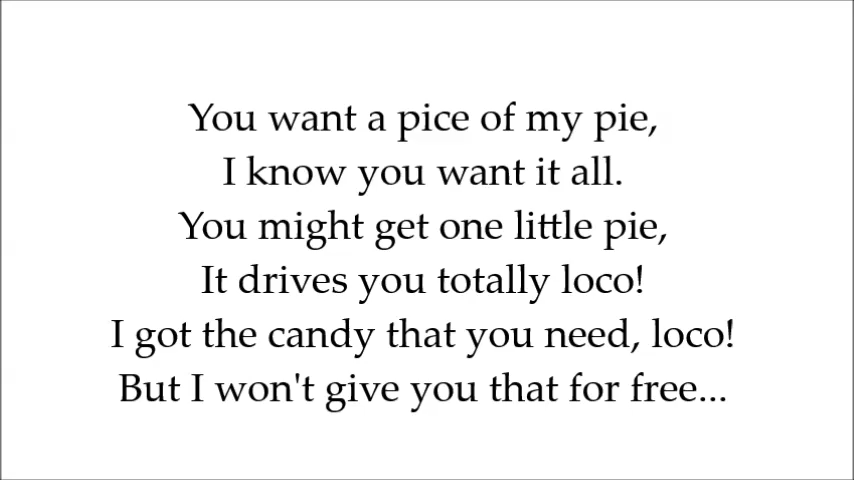 You want a pice of my pie,
I know you want it all.
You might get one little pie,
It drives you totally loco!
I got the candy that you need, loco!
But I won't give you that for free...